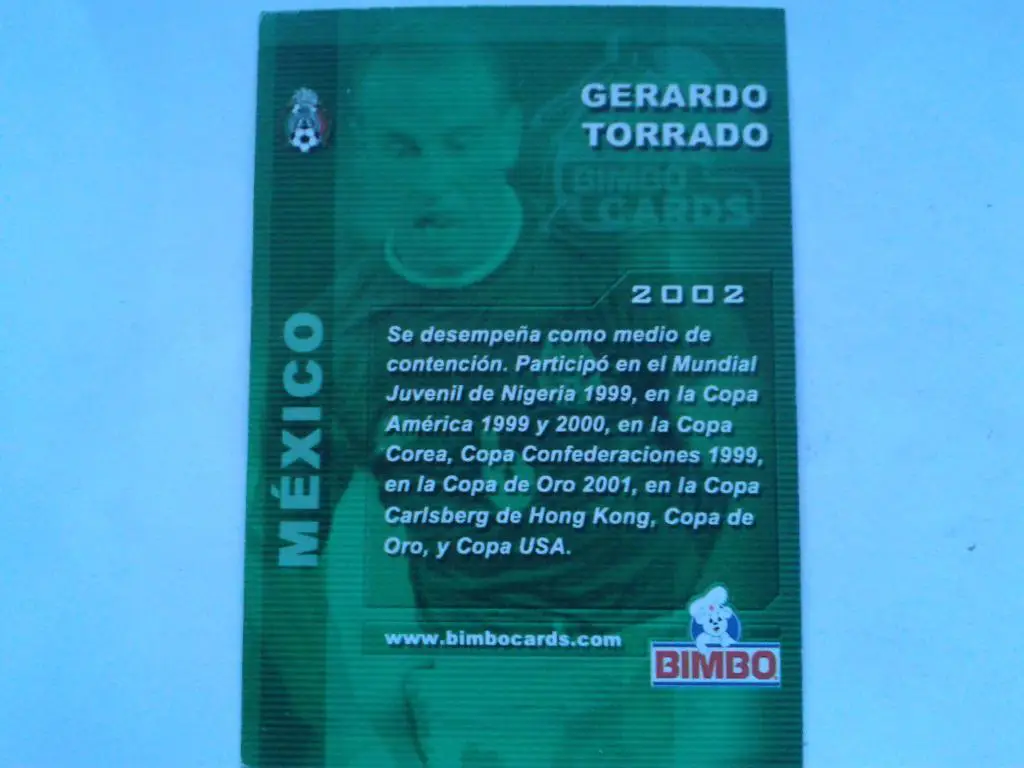 GERARDO
TORRADO
BIMBO
CARDS
MÉXICO
2002
Se desempeña como medio de
contención. Participó en el Mundial
Juvenil de Nigeria 1999, en la Copa
América 1999 y 2000, en la Copa
Corea, Copa Confederaciones 1999,
en la Copa de Oro 2001, en la Copa
Carlsberg de Hong Kong, Copa de
Oro, y Copa USA.
www.bimbocards.com
BIMBO